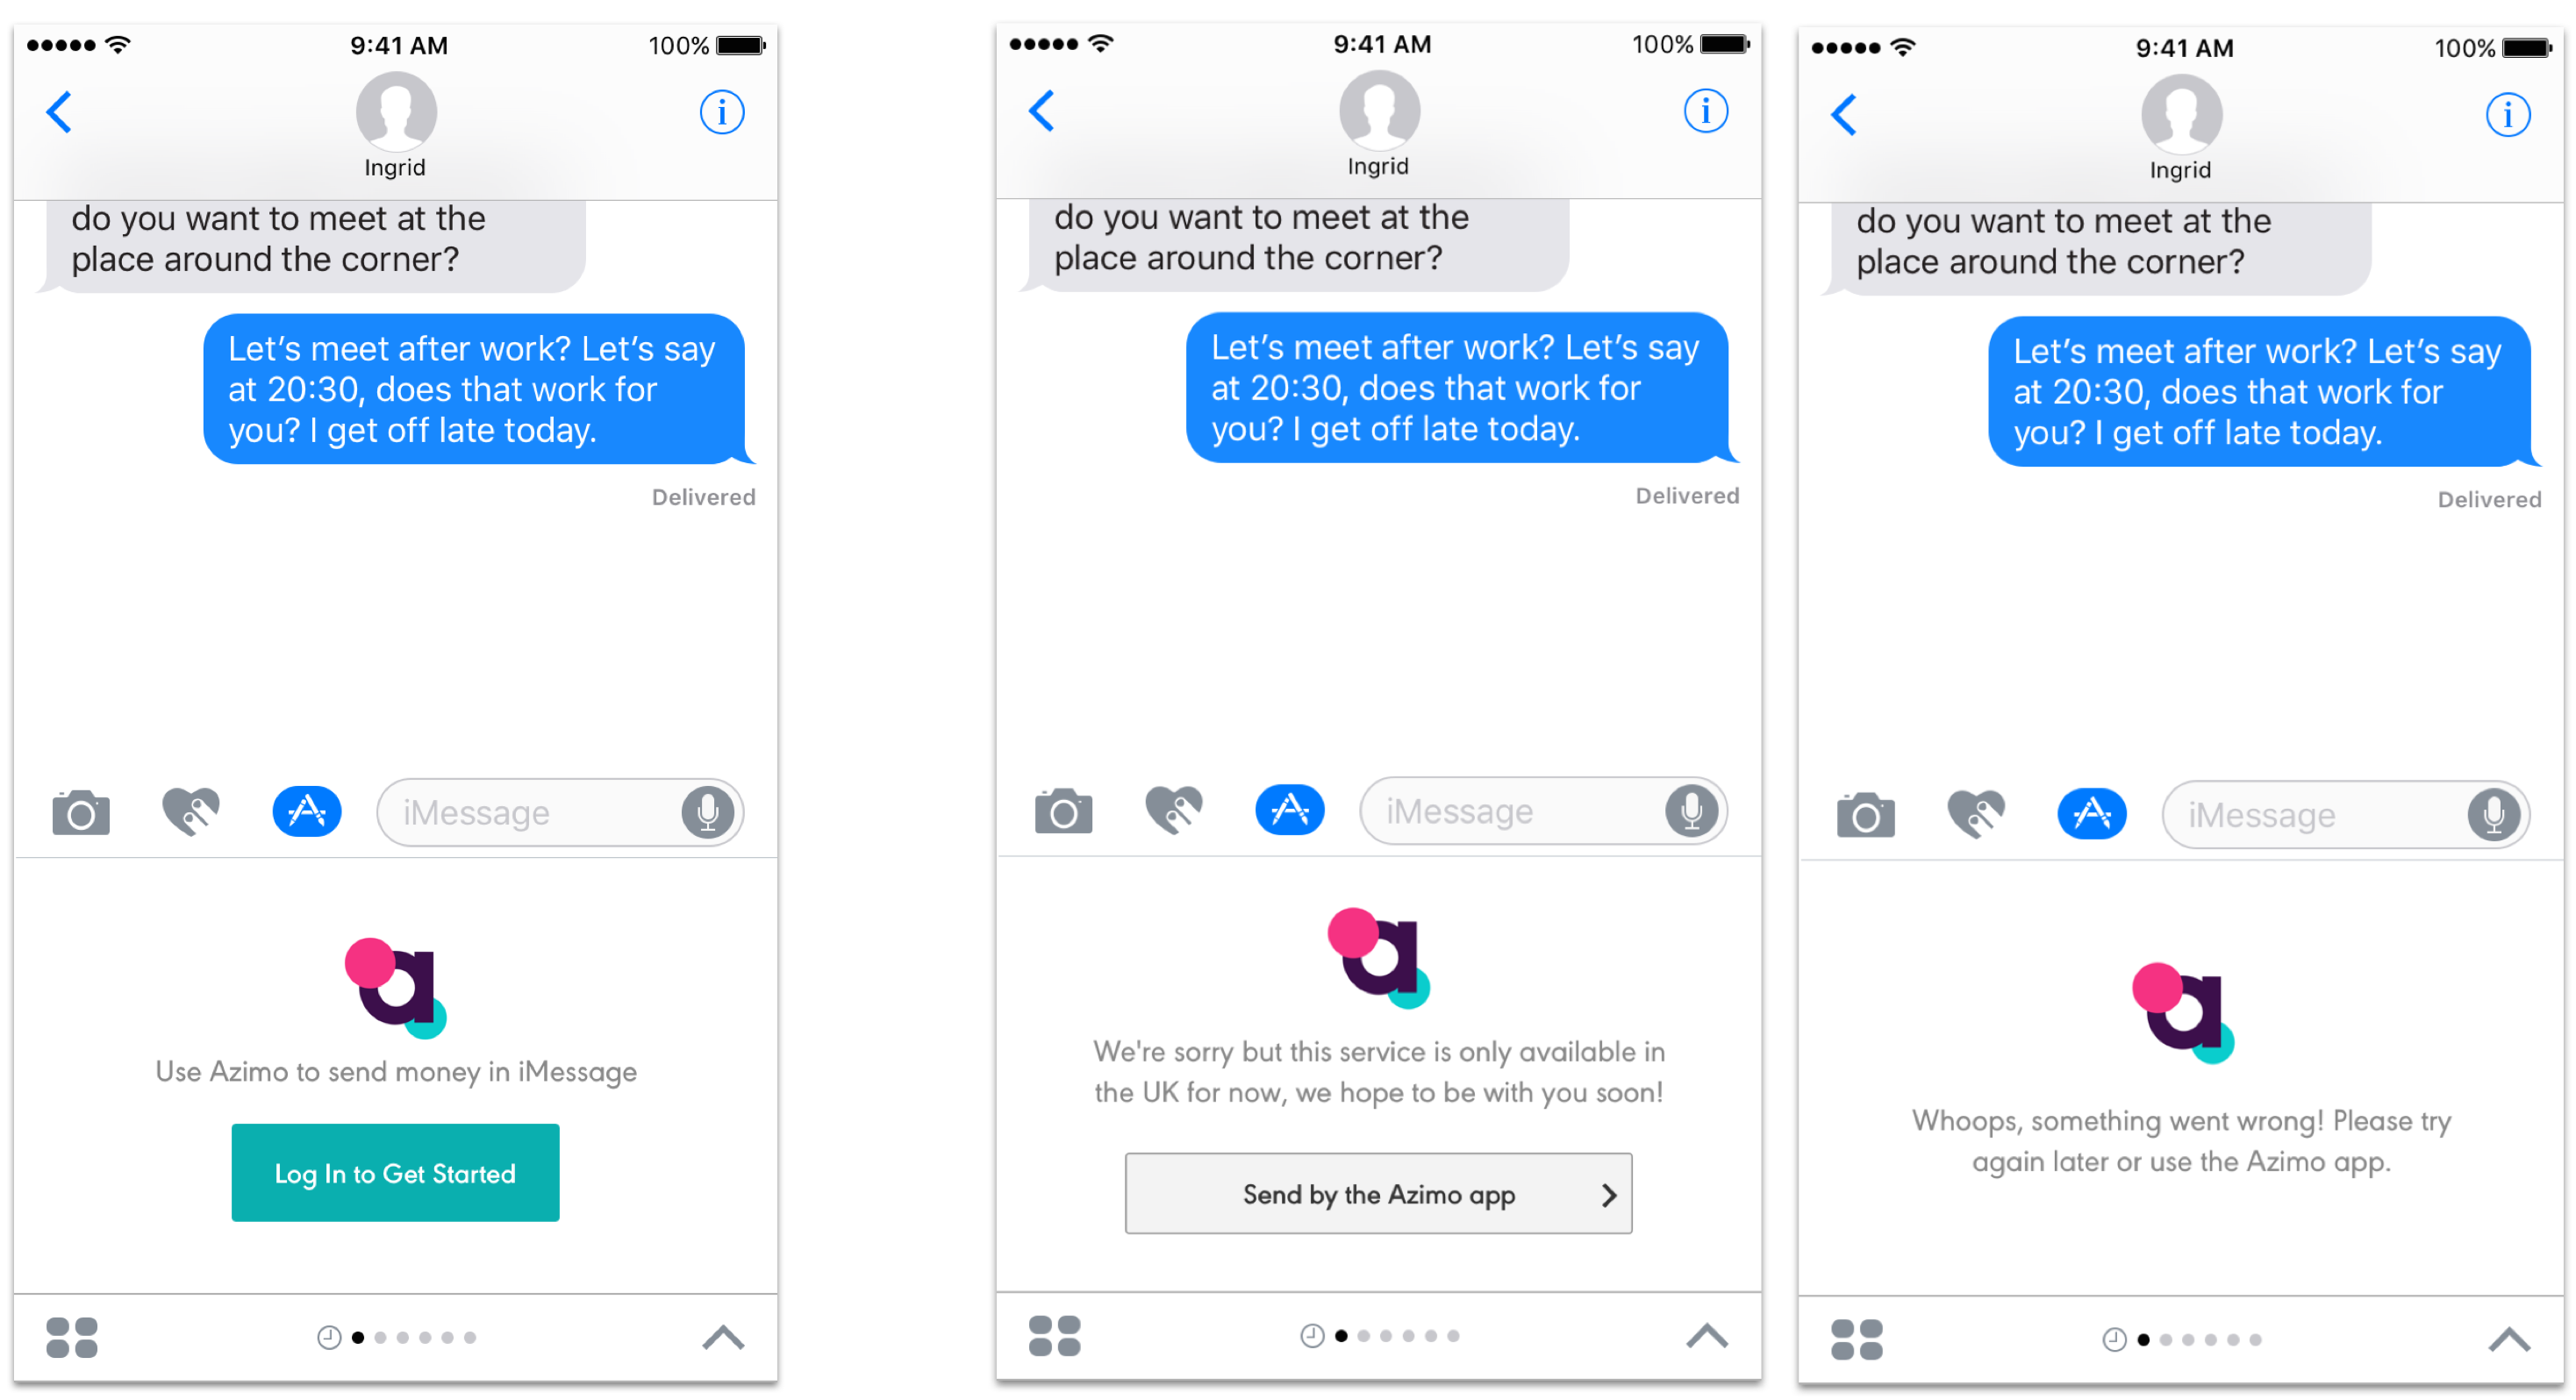 9:41 AM
100%
Ingrid
do you want to meet at the
place around the corner?
Let’s meet after work? Let’s say
at 20:30, does that work for
you? I get off late today.
Delivered
iMessage
Use Azimo to send money in iMessage
Log In to Get Started
9:41 AM
100%
Ingrid
do you want to meet at the
place around the corner?
Let’s meet after work? Let’s say
at 20:30, does that work for
you? I get off late today.
Delivered
iMessage
We're sorry but this service is only available in
the UK for now, we hope to be with you soon!
Send by the Azimo app
9:41 AM
100%
Ingrid
do you want to meet at the
place around the corner?
Let’s meet after work? Let’s say
at 20:30, does that work for
you? I get off late today.
Delivered
iMessage
Whoops, something went wrong! Please try
again later or use the Azimo app.